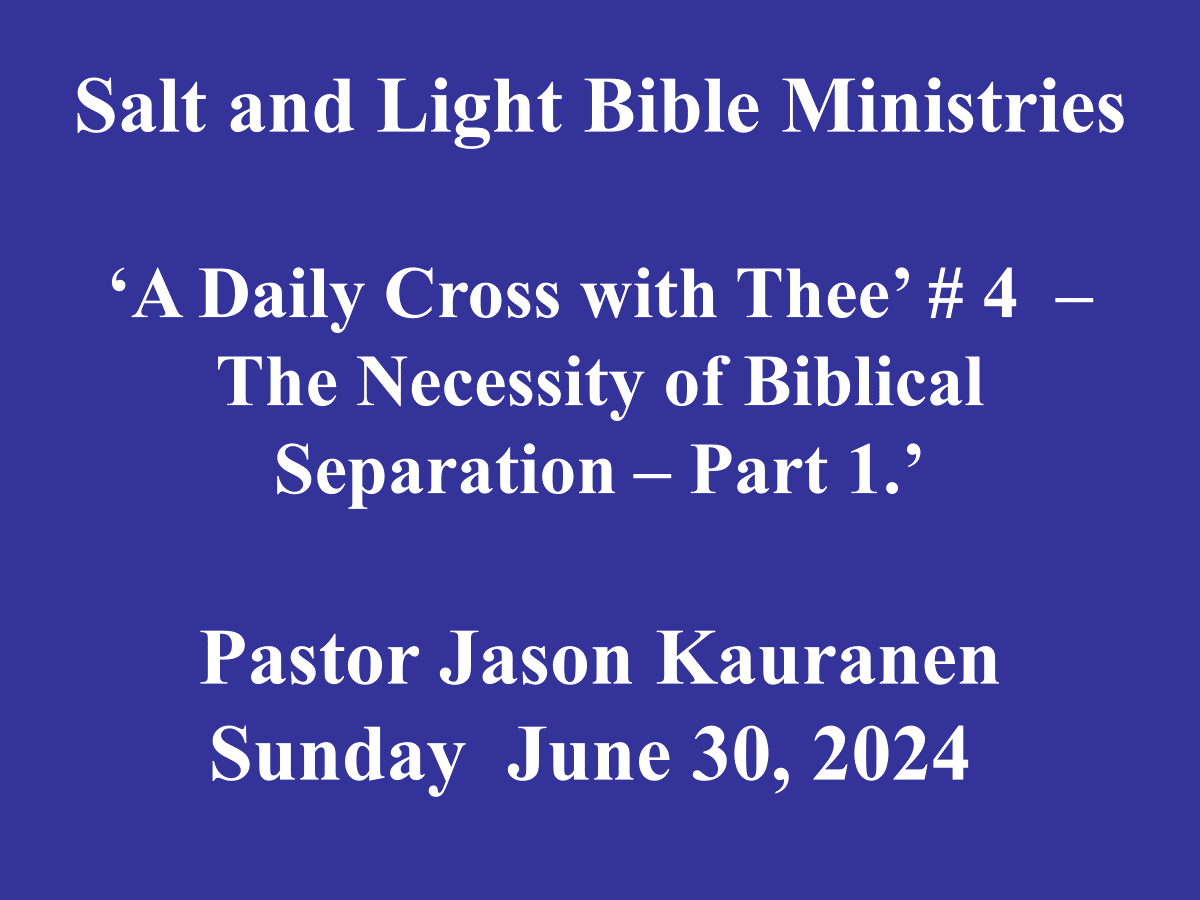 Salt and Light Bible Ministries
‘A Daily Cross with Thee’ # 4 –
The Necessity of Biblical
Separation – Part 1.’
Pastor Jason Kauranen
Sunday June 30, 2024